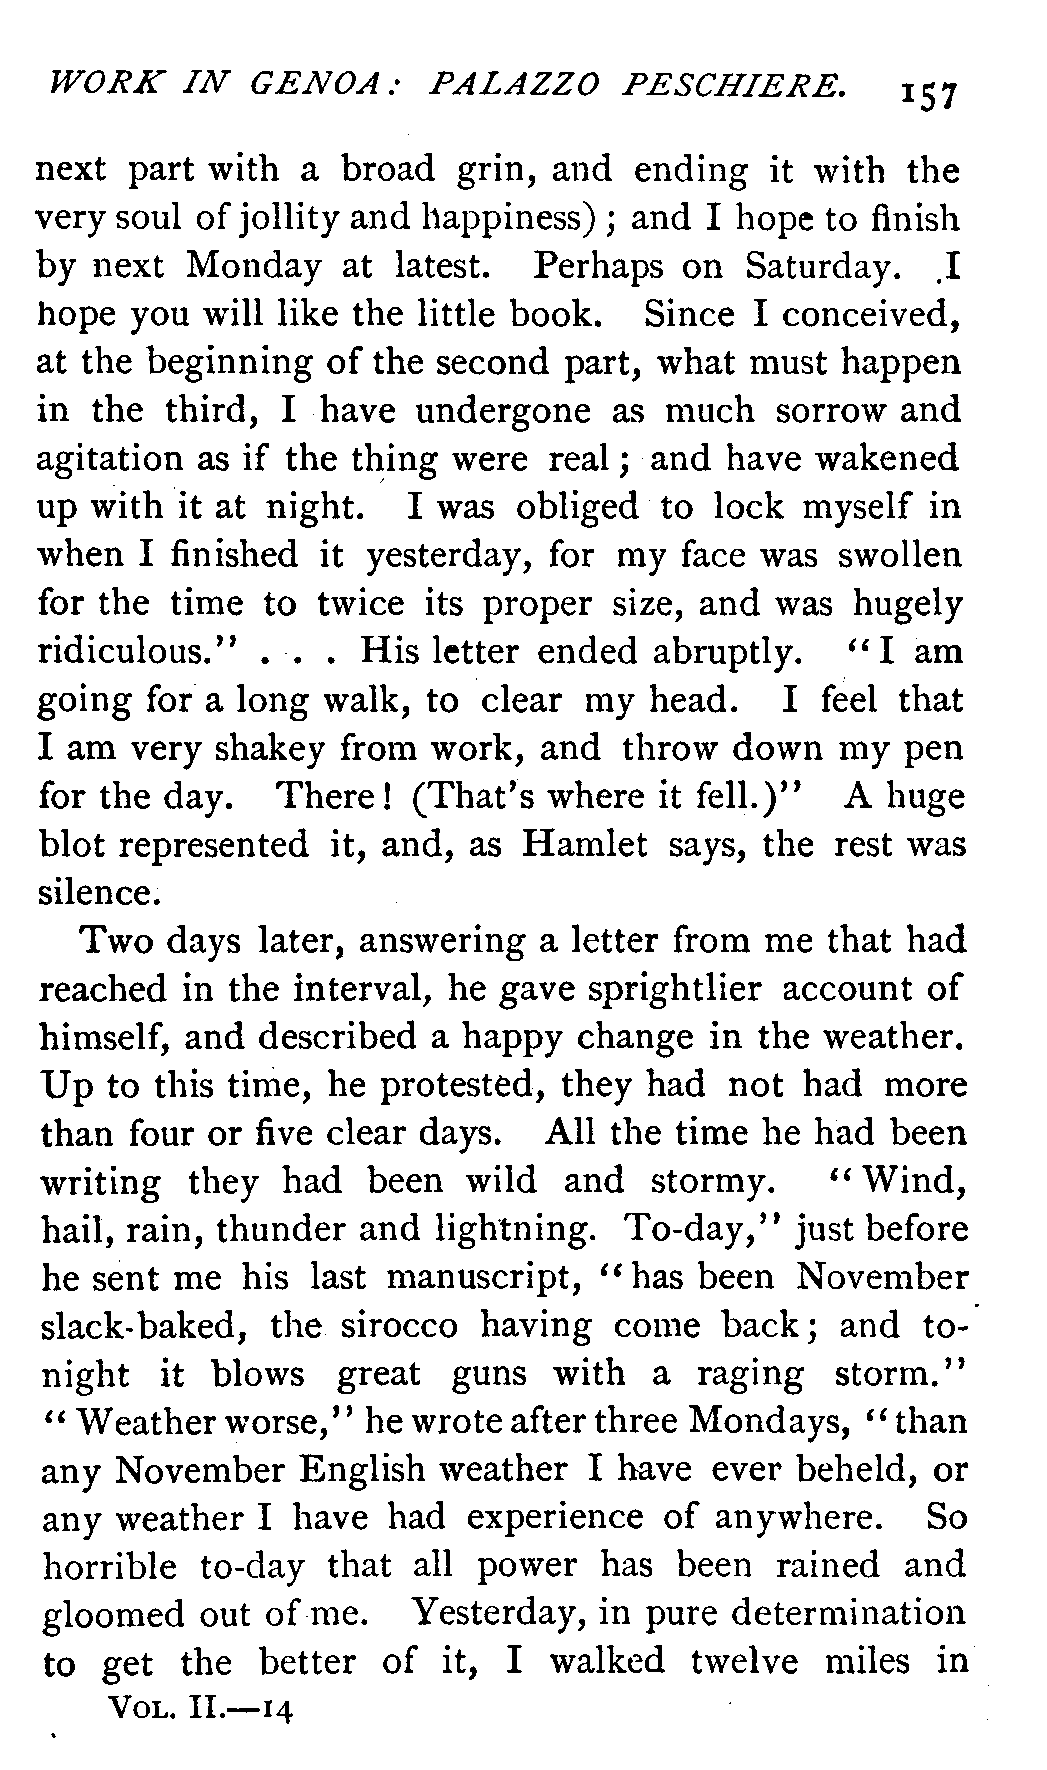 WORK IN GENOA: PALAZZO PESCHIERE. 157
next part with a broad grin, and ending it with the
very soul of jollity and happiness) ; and I hope to finish
by next Monday at latest. Perhaps on Saturday. I
hope you will like the little book. Since I conceived,
at the beginning of the second part, what must happen
in the third, I have undergone as much sorrow and
agitation as if the thing were real ; and have wakened
up with it at night. I was obliged to lock myself in
when I finished it yesterday, for my face was swollen
for the time to twice its proper size, and was hugely
ridiculous." . . . His letter ended abruptly. "I am
going for a long walk, to clear my head. I feel that
I am very shakey from work, and throw down my pen
for the day. There ! (That's where it fell.)" A huge
blot represented it, and, as Hamlet says, the rest was
silence.
Two days later, answering a letter from me that had
reached in the interval, he gave sprightlier account of
himself, and described a happy change in the weather.
Up to this time, he protested, they had not had more
than four or five clear days. All the time he had been
writing they had been wild and stormy. "Wind,
hail, rain, thunder and lightning. To-day," just before
he sent me his last manuscript, "has been November
slack-baked, the sirocco having come back ; and to-
night it blows great guns with a raging storm."
"Weather worse," he wrote after three Mondays, "than
any November English weather I have ever beheld, or
any weather I have had experience of anywhere. So
horrible to-day that all power has been rained and
gloomed out of me. Yesterday, in pure determination
to get the better of it, I walked twelve miles in
VOL. II.—14